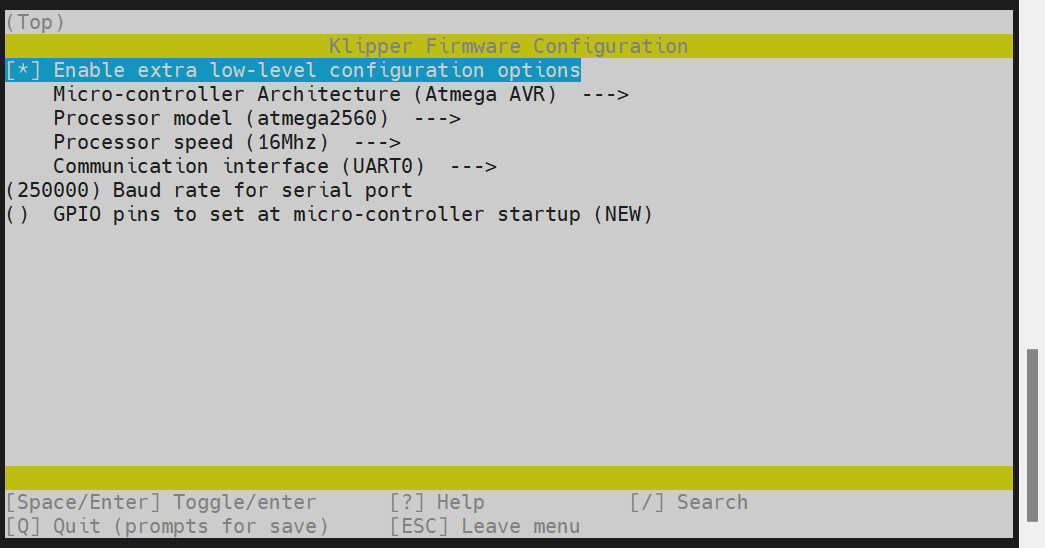 (Top)
Klipper Firmware Configuration
[*] Enable extra low-level configuration options
Micro-controller Architecture (Atmega AVR)  --->
Processor model (atmega2560)  --->
Processor speed (16Mhz)  --->
Communication interface (UART0)  --->
(250000) Baud rate for serial port
()  GPIO pins to set at micro-controller startup (NEW)
[Space/Enter] Toggle/enter      [?] Help            [/] Search
[Q] Quit (prompts for save)     [ESC] Leave menu